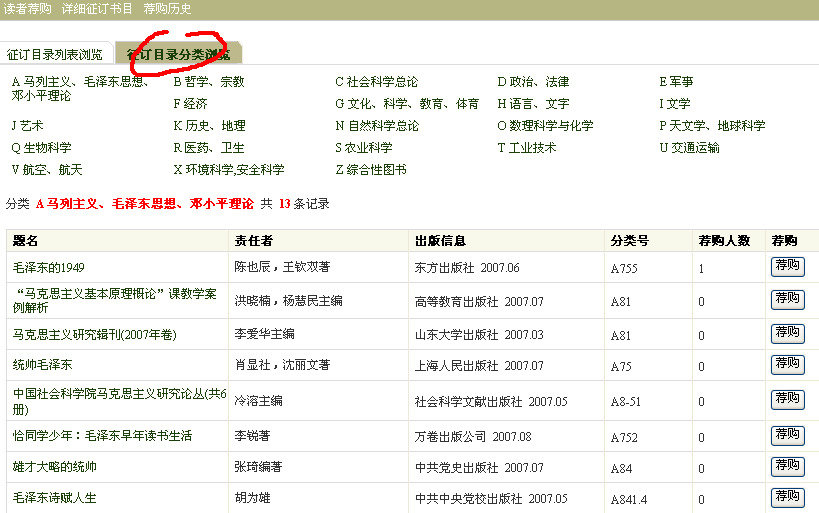 读者荐购 详细征订书目 荐购历史
征订目录列表浏览 征订目录分类浏览
A 马列主义、毛泽东思想、邓小平理论 B 哲学、宗教 C 社会科学总论 D 政治、法律 E 军事
F 经济 G 文化、科学、教育、体育 H 语言、文字 I 文学
J 艺术 K 历史、地理 N 自然科学总论 O 数理科学与化学 P 天文学、地球科学
Q 生物科学 R 医药、卫生 S 农业科学 T 工业技术 U 交通运输
V 航空、航天 X 环境科学,安全科学 Z 综合性图书
分类 A 马列主义、毛泽东思想、邓小平理论 共 13 条记录
题名 责任者 出版信息 分类号 荐购人数 荐购
毛泽东的1949 陈也辰，王钦双著 东方出版社 2007.06 A755 1 荐购
“马克思主义基本原理概论”课教学案例解析 洪晓楠，杨慧民主编 高等教育出版社 2007.07 A81 0 荐购
马克思主义研究辑刊(2007年卷) 李爱华主编 山东大学出版社 2007.03 A81 0 荐购
统帅毛泽东 肖显社，沈丽文著 上海人民出版社 2007.07 A75 0 荐购
中国社会科学院马克思主义研究论丛(共6册) 冷溶主编 社会科学文献出版社 2007.05 A8-51 0 荐购
恰同学少年：毛泽东早年读书生活 李锐著 万卷出版公司 2007.08 A752 0 荐购
雄才大略的统帅 张琦编著 中共党史出版社 2007.07 A84 0 荐购
毛泽东诗赋人生 胡为雄 中共中央党校出版社 2007.05 A841.4 0 荐购